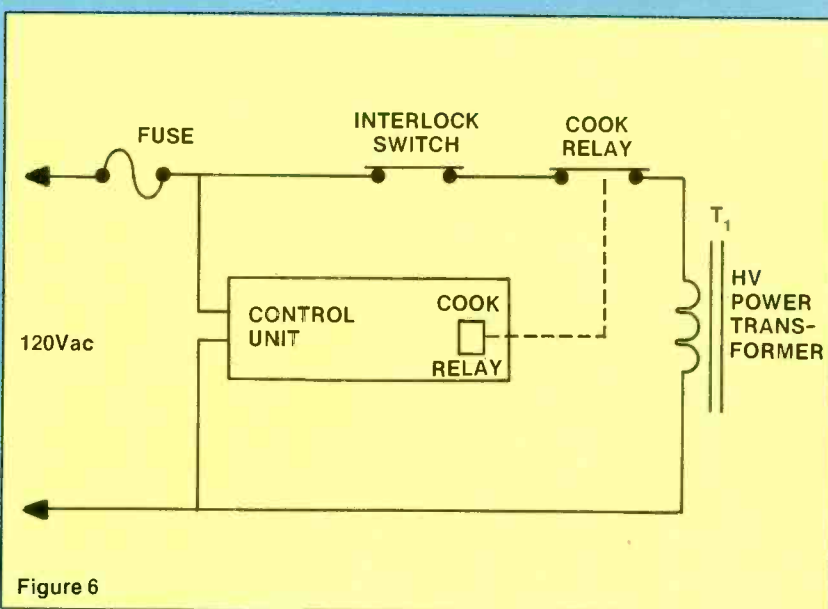 FUSE
INTERLOCK
SWITCH
COOK
RELAY
T1
HV
POWER
TRANS-
FORMER
CONTROL
UNIT
COOK
RELAY
120Vac
Figure 6